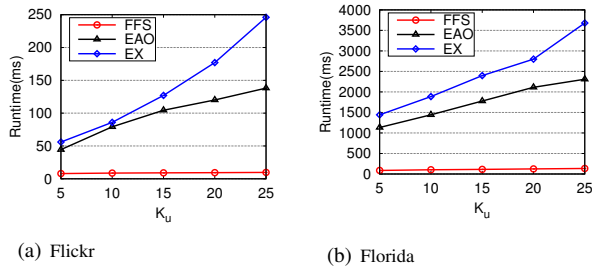 250
200
150
100
50
0
Runtime(ms)
FFS
EAO
EX
5 10 15 20 25
K_u
(a) Flickr
4000
3500
3000
2500
2000
1500
1000
500
0
Runtime(ms)
FFS
EAO
EX
5 10 15 20 25
K_u
(b) Florida